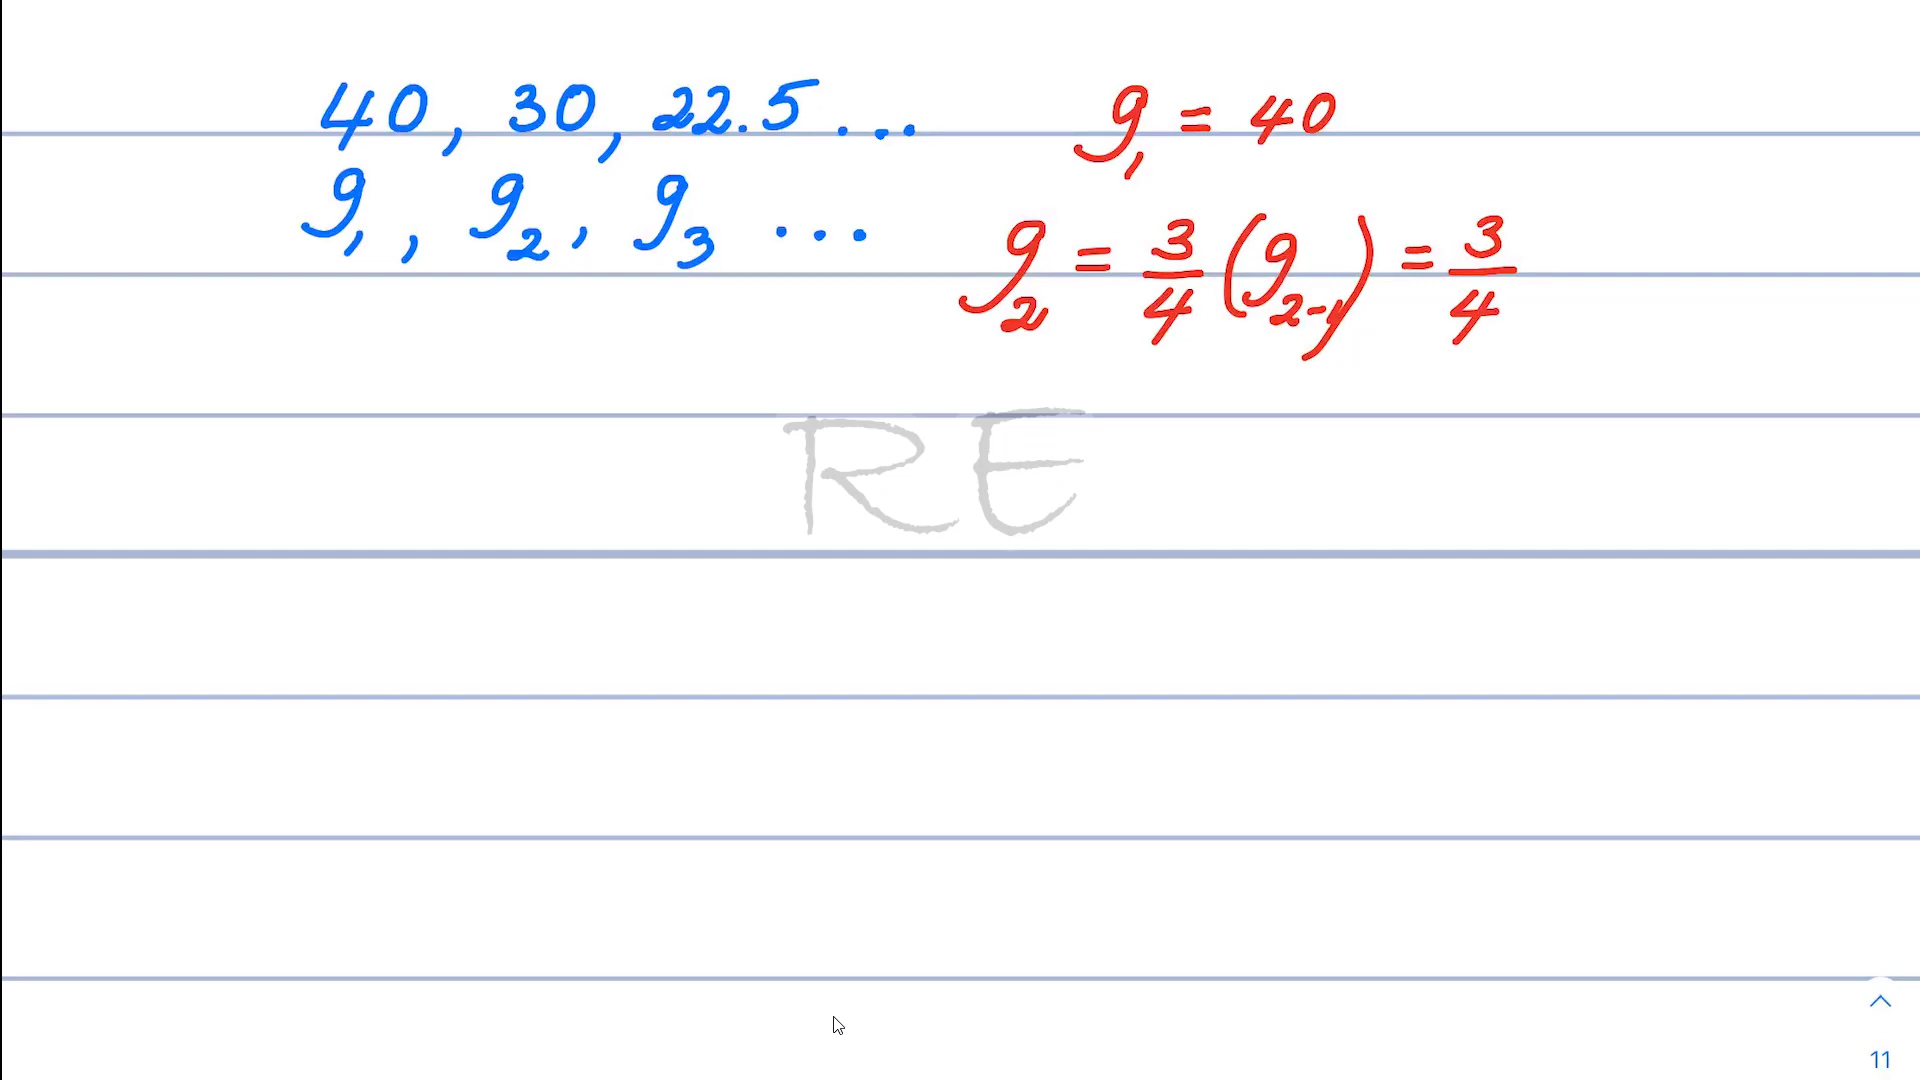 40, 30, 22.5 ...
g₁, g₂, g₃ ...
g₁ = 40
g₂ = 3/4 (g₂₋₁) = 3/4
RE
11